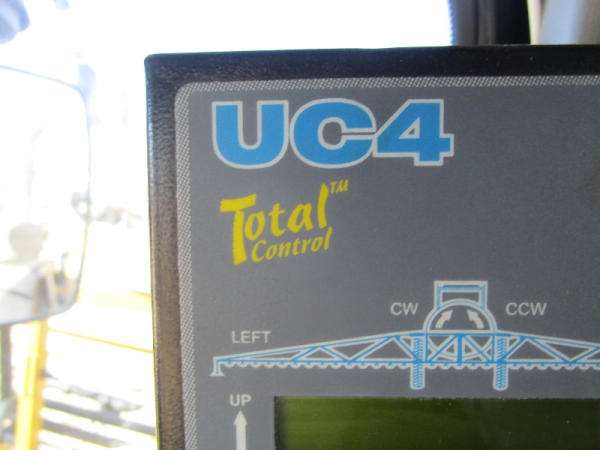 UC4
Total™
Control
CW CCW
LEFT
UP